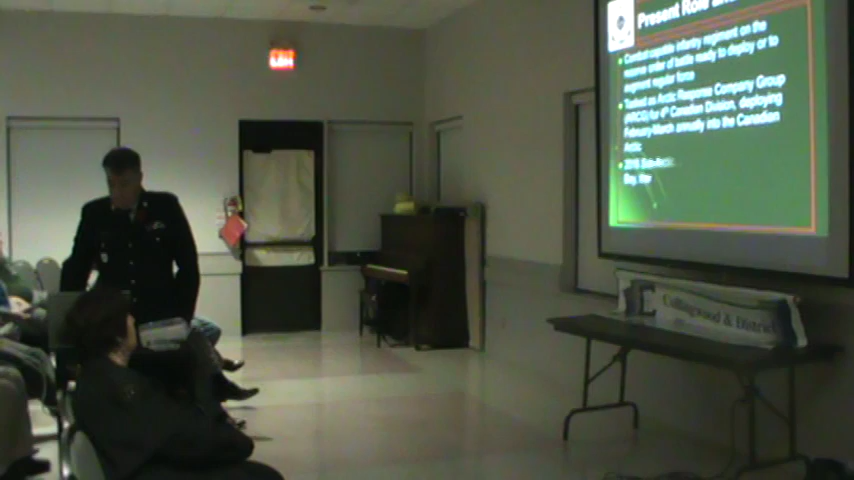 EXIT
Present Role and
Combat capable infantry regiment on the
reserve order of battle ready to deploy or to
augment regular force
Tasked as Arctic Response Company Group
(ARCG) for 4th Canadian Division, deploying
February-March annually into the Canadian
Arctic
2015
Collingwood & District